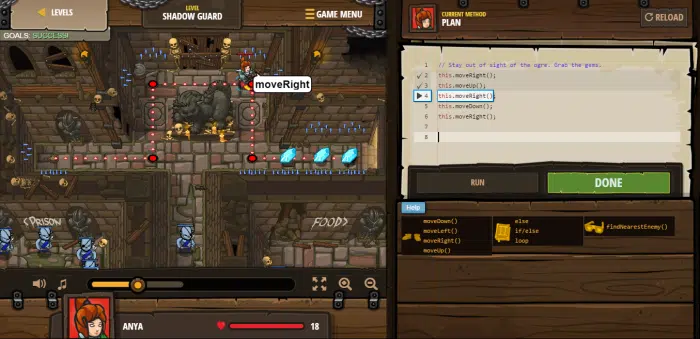 LEVELS
LEVEL
SHADOW GUARD
GAME MENU
GOALS: SUCCESS!
moveRight
<PRISON
FOOD>
ANYA
18
CURRENT METHOD
PLAN
RELOAD
1 // Stay out of sight of the ogre. Grab the gems.
2 this.moveRight();
3 this.moveUp();
4 this.moveRight();
5 this.moveDown();
6 this.moveRight();
7
8
RUN
DONE
Help
moveDown()
moveLeft()
moveRight()
moveUp()
else
if/else
loop
findNearestEnemy()